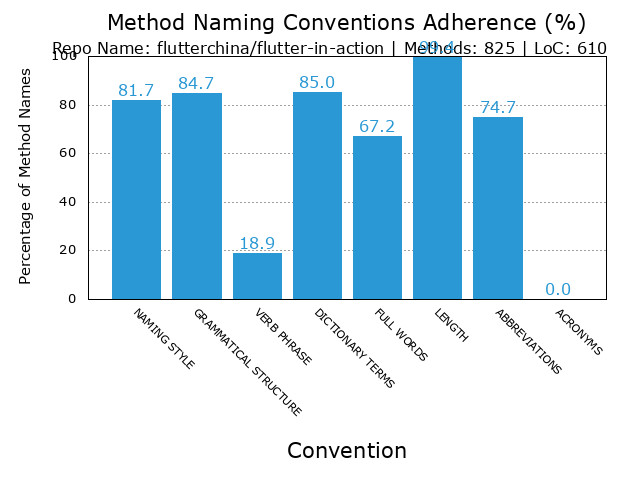 Method Naming Conventions Adherence (%)
Repo Name: flutterchina/flutter-in-action | Methods: 825 | LoC: 610
Percentage of Method Names
100
80
60
40
20
0
81.7
84.7
18.9
85.0
67.2
99.4
74.7
0.0
NAMING STYLE
GRAMMATICAL STRUCTURE
VERB PHRASE
DICTIONARY TERMS
FULL WORDS
LENGTH
ABBREVIATIONS
ACRONYMS
Convention